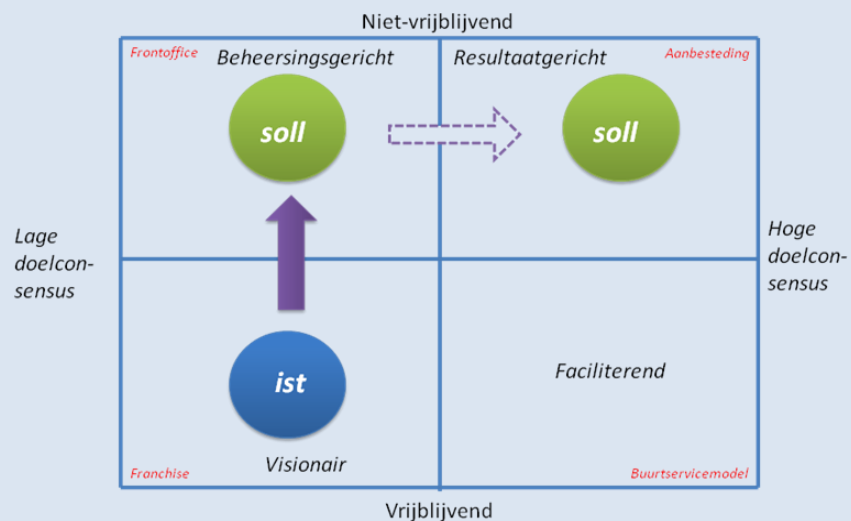 Niet-vrijblijvend
Frontoffice
Beheersingsgericht
Resultaatgericht
Aanbesteding
soll
soll
Lage
doelcon-
sensus
Hoge
doelcon-
sensus
ist
Faciliterend
Franchise
Visionair
Buurtservicemodel
Vrijblijvend